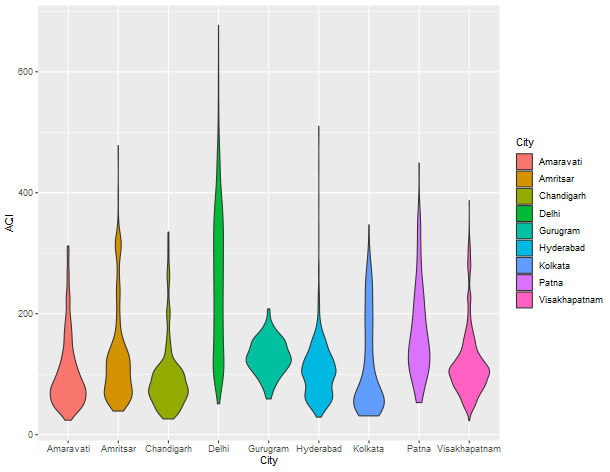 AQI
600
400
200
0
Amaravati Amritsar Chandigarh Delhi Gurugram Hyderabad Kolkata Patna Visakhapatnam
City
City
Amaravati
Amritsar
Chandigarh
Delhi
Gurugram
Hyderabad
Kolkata
Patna
Visakhapatnam